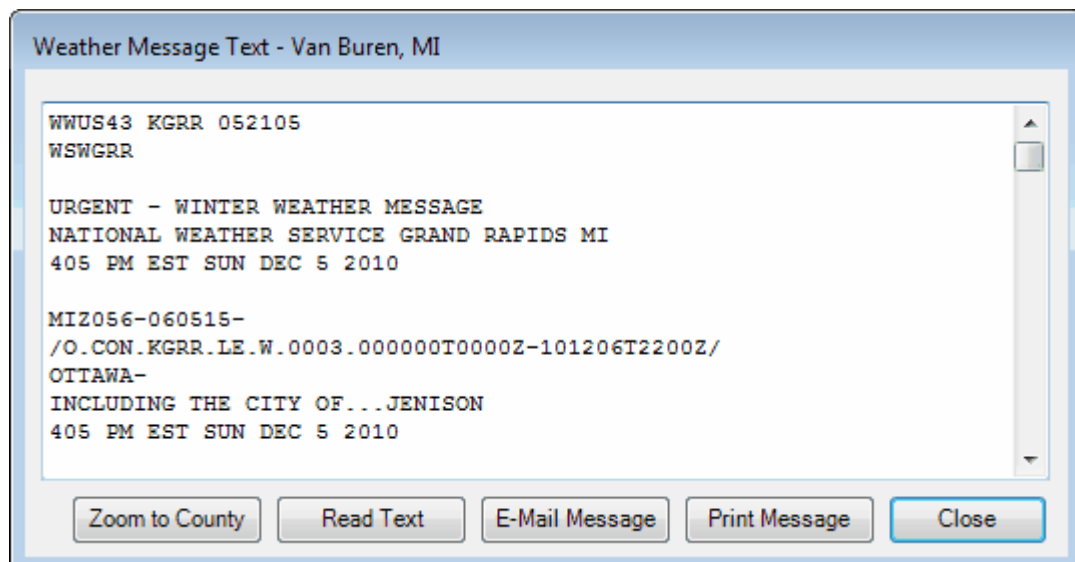 Weather Message Text - Van Buren, MI
WWUS43 KGRR 052105
WSWGRR
URGENT - WINTER WEATHER MESSAGE
NATIONAL WEATHER SERVICE GRAND RAPIDS MI
405 PM EST SUN DEC 5 2010
MIZ056-060515-
/O.CON.KGRR.LE.W.0003.000000T0000Z-101206T2200Z/
OTTAWA-
INCLUDING THE CITY OF...JENISON
405 PM EST SUN DEC 5 2010
Zoom to County Read Text E-Mail Message Print Message Close